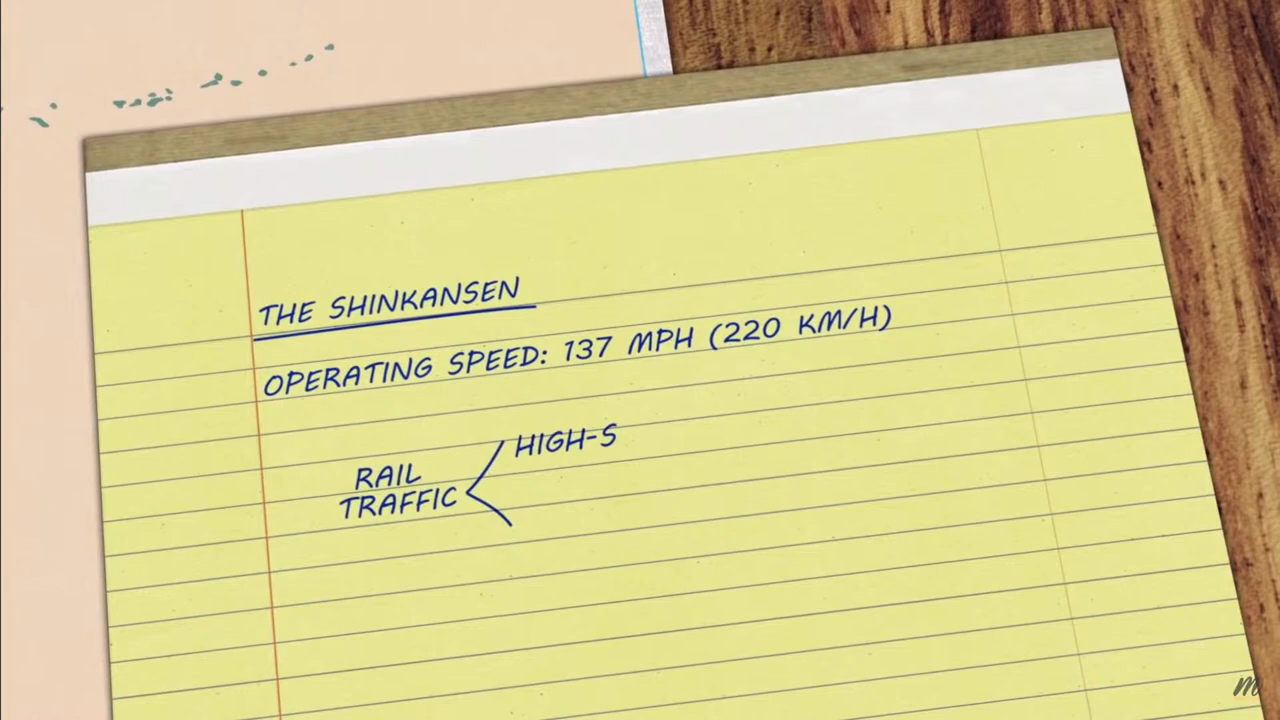 THE SHINKANSEN
OPERATING SPEED: 137 MPH (220 KM/H)
HIGH-S
RAIL
TRAFFIC
m